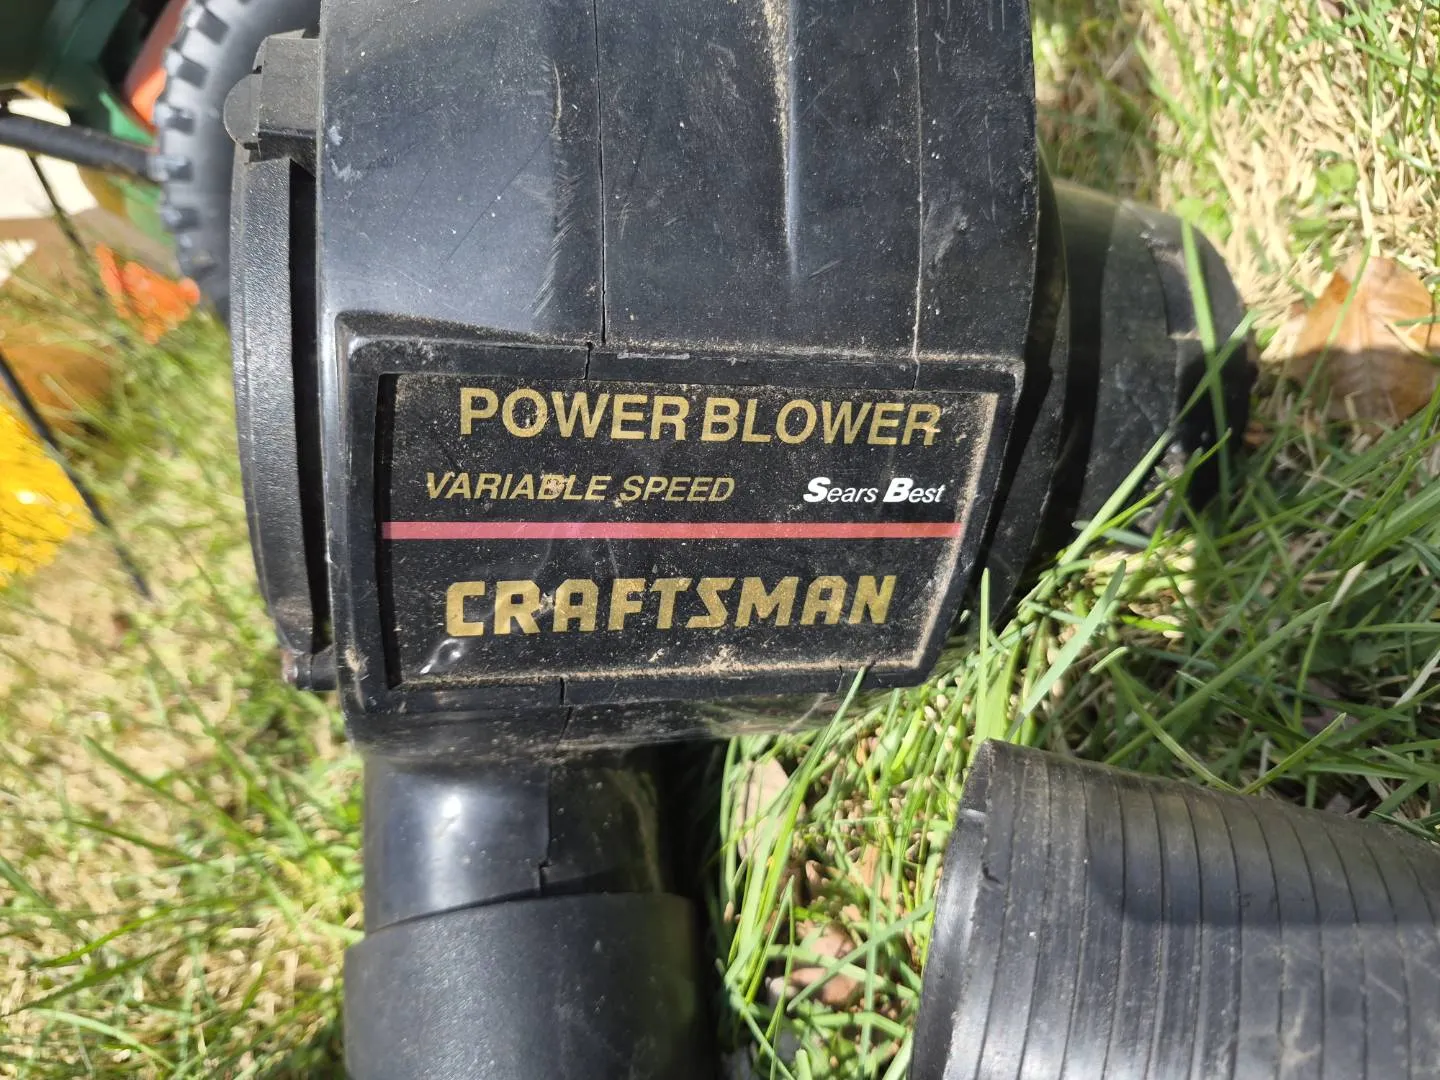 POWER BLOWER
VARIABLE SPEED Sears Best
CRAFTSMAN